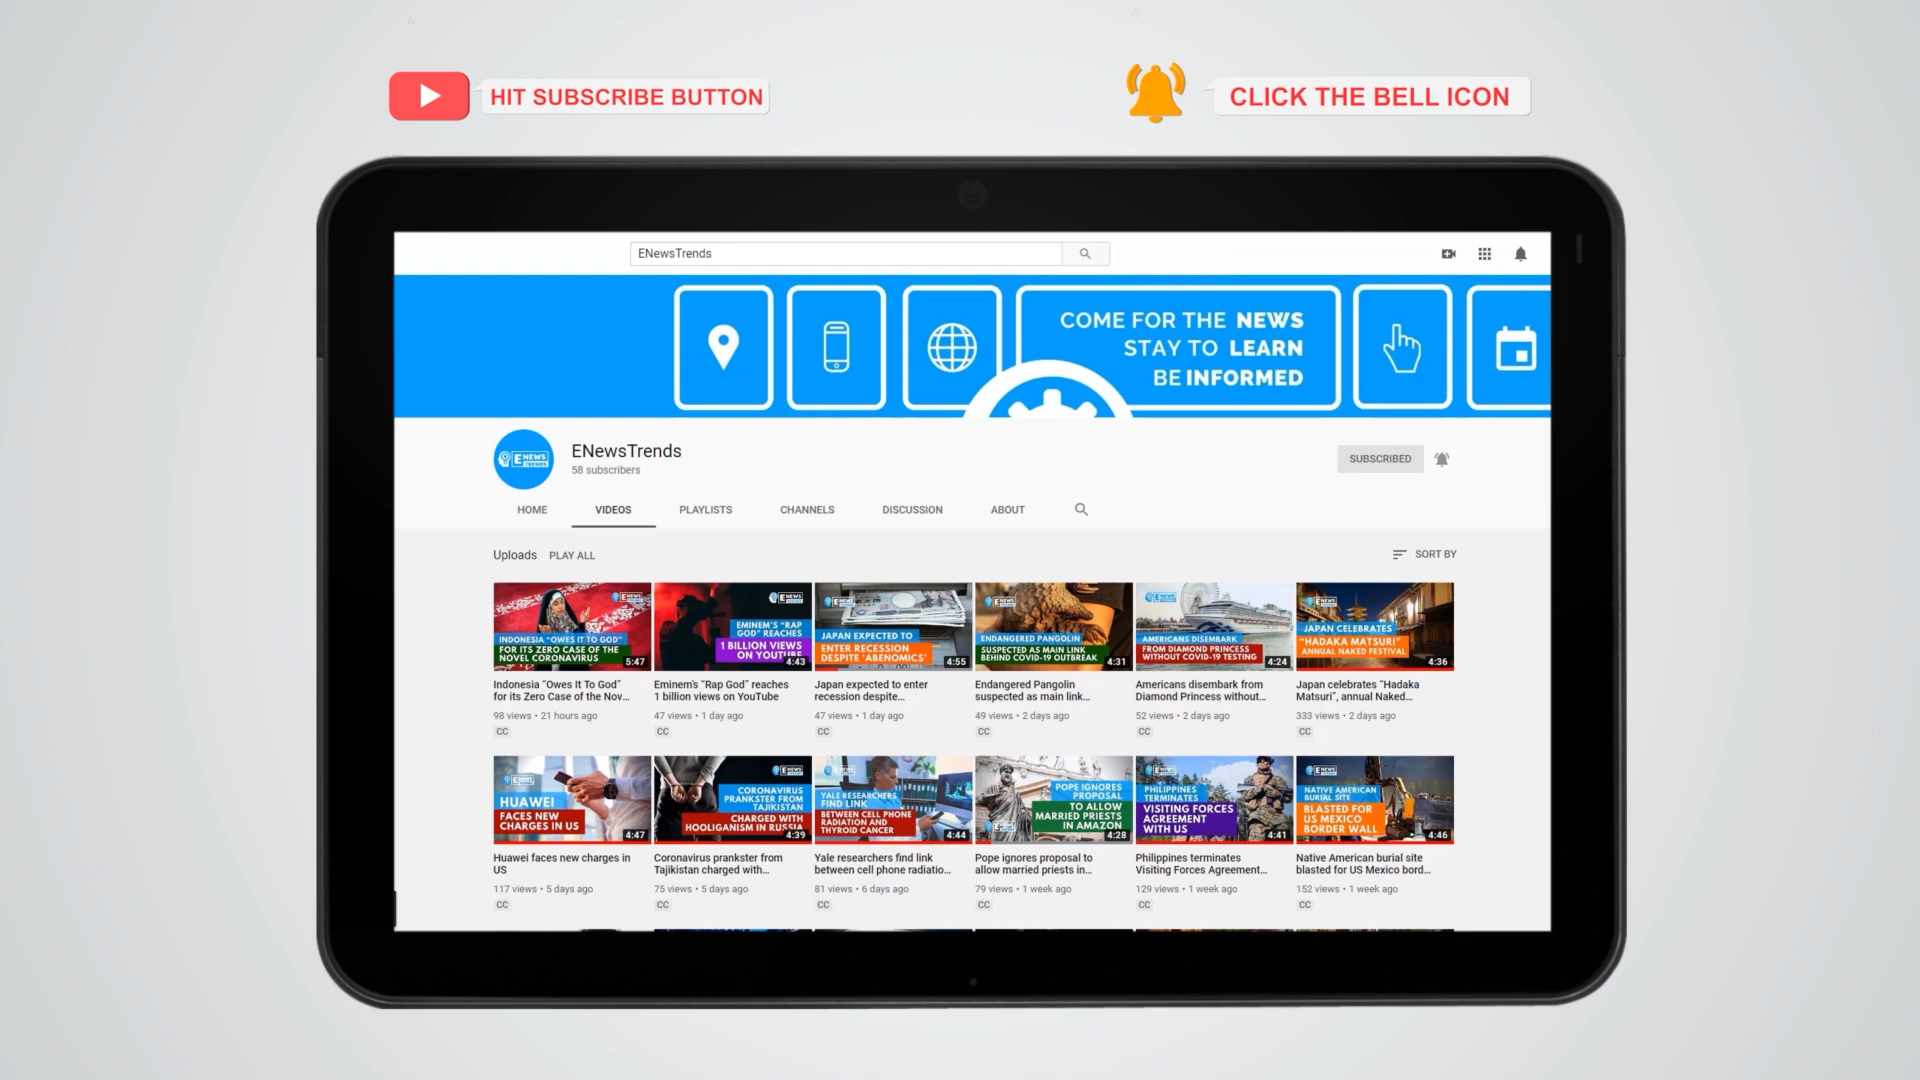 HIT SUBSCRIBE BUTTON
CLICK THE BELL ICON
ENewsTrends
COME FOR THE NEWS
STAY TO LEARN
BE INFORMED
E NEWS
TRENDS
ENewsTrends
58 subscribers
SUBSCRIBED
HOME VIDEOS PLAYLISTS CHANNELS DISCUSSION ABOUT
Uploads PLAY ALL
SORT BY
INDONESIA "OWES IT TO GOD"
FOR ITS ZERO CASE OF THE
NOVEL CORONAVIRUS
5:47
EMINEM'S "RAP
GOD" REACHES
1 BILLION VIEWS
ON YOUTUBE
4:43
JAPAN EXPECTED TO
ENTER RECESSION
DESPITE 'ABENOMICS'
4:55
ENDANGERED PANGOLIN
SUSPECTED AS MAIN LINK
BEHIND COVID-19 OUTBREAK
4:31
AMERICANS DISEMBARK
FROM DIAMOND PRINCESS
WITHOUT COVID-19 TESTING
4:24
JAPAN CELEBRATES
"HADAKA MATSURI"
ANNUAL NAKED FESTIVAL
4:36
Indonesia "Owes It To God"
for its Zero Case of the Nov...
98 views • 21 hours ago
CC
Eminem's "Rap God" reaches
1 billion views on YouTube
47 views • 1 day ago
CC
Japan expected to enter
recession despite...
47 views • 1 day ago
CC
Endangered Pangolin
suspected as main link...
49 views • 2 days ago
CC
Americans disembark from
Diamond Princess without...
52 views • 2 days ago
CC
Japan celebrates "Hadaka
Matsuri", annual Naked...
333 views • 2 days ago
CC
HUAWEI
FACES NEW
CHARGES IN US
4:47
CORONAVIRUS
PRANKSTER FROM
TAJIKISTAN
CHARGED WITH
HOOLIGANISM IN RUSSIA
4:39
YALE RESEARCHERS
FIND LINK
BETWEEN CELL PHONE
RADIATION AND
THYROID CANCER
4:44
POPE IGNORES
PROPOSAL
TO ALLOW
MARRIED PRIESTS
IN AMAZON
4:28
PHILIPPINES
TERMINATES
VISITING FORCES
AGREEMENT
WITH US
4:41
NATIVE AMERICAN
BURIAL SITE
BLASTED FOR
US MEXICO
BORDER WALL
4:46
Huawei faces new charges in
US
117 views • 5 days ago
CC
Coronavirus prankster from
Tajikistan charged with...
75 views • 5 days ago
CC
Yale researchers find link
between cell phone radiatio...
81 views • 6 days ago
CC
Pope ignores proposal to
allow married priests in...
79 views • 1 week ago
CC
Philippines terminates
Visiting Forces Agreement...
129 views • 1 week ago
CC
Native American burial site
blasted for US Mexico bord...
152 views • 1 week ago
CC